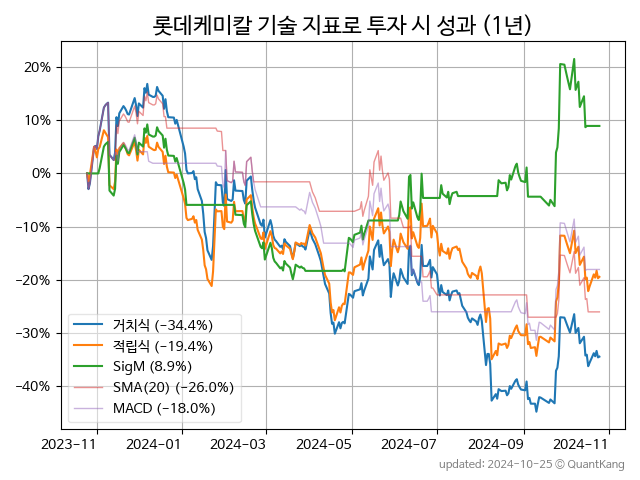 롯데케미칼 기술 지표로 투자 시 성과 (1년)
20%
10%
0%
−10%
−20%
−30%
−40%
거치식 (−34.4%)
적립식 (−19.4%)
SigM (8.9%)
SMA(20) (−26.0%)
MACD (−18.0%)
2023-11
2024-01
2024-03
2024-05
2024-07
2024-09
2024-11
updated: 2024-10-25 © QuantKang